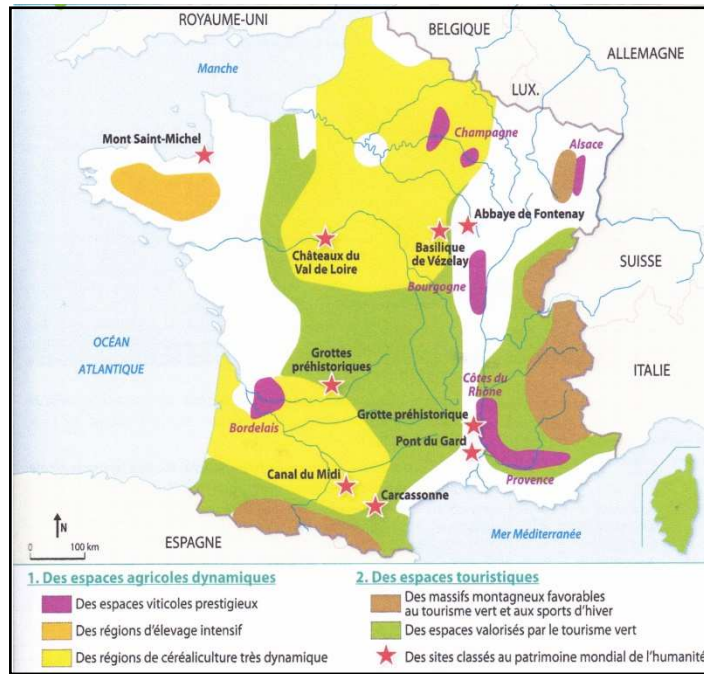 ROYAUME-UNI
BELGIQUE
ALLEMAGNE
LUX.
Manche
Champagne
Alsace
Mont Saint-Michel
Abbaye de Fontenay
Châteaux du
Val de Loire
Basilique
de Vézelay
Bourgogne
SUISSE
OCÉAN
ATLANTIQUE
Grottes
préhistoriques
Côtes du
Rhône
ITALIE
Grotte préhistorique
Bordelais
Pont du Gard
Canal du Midi
Provence
Carcassonne
N
0 100 km
ESPAGNE
Mer Méditerranée
1. Des espaces agricoles dynamiques
Des espaces viticoles prestigieux
Des régions d'élevage intensif
Des régions de céréaliculture très dynamique
2. Des espaces touristiques
Des massifs montagneux favorables
au tourisme vert et aux sports d'hiver
Des espaces valorisés par le tourisme vert
Des sites classés au patrimoine mondial de l'humanité